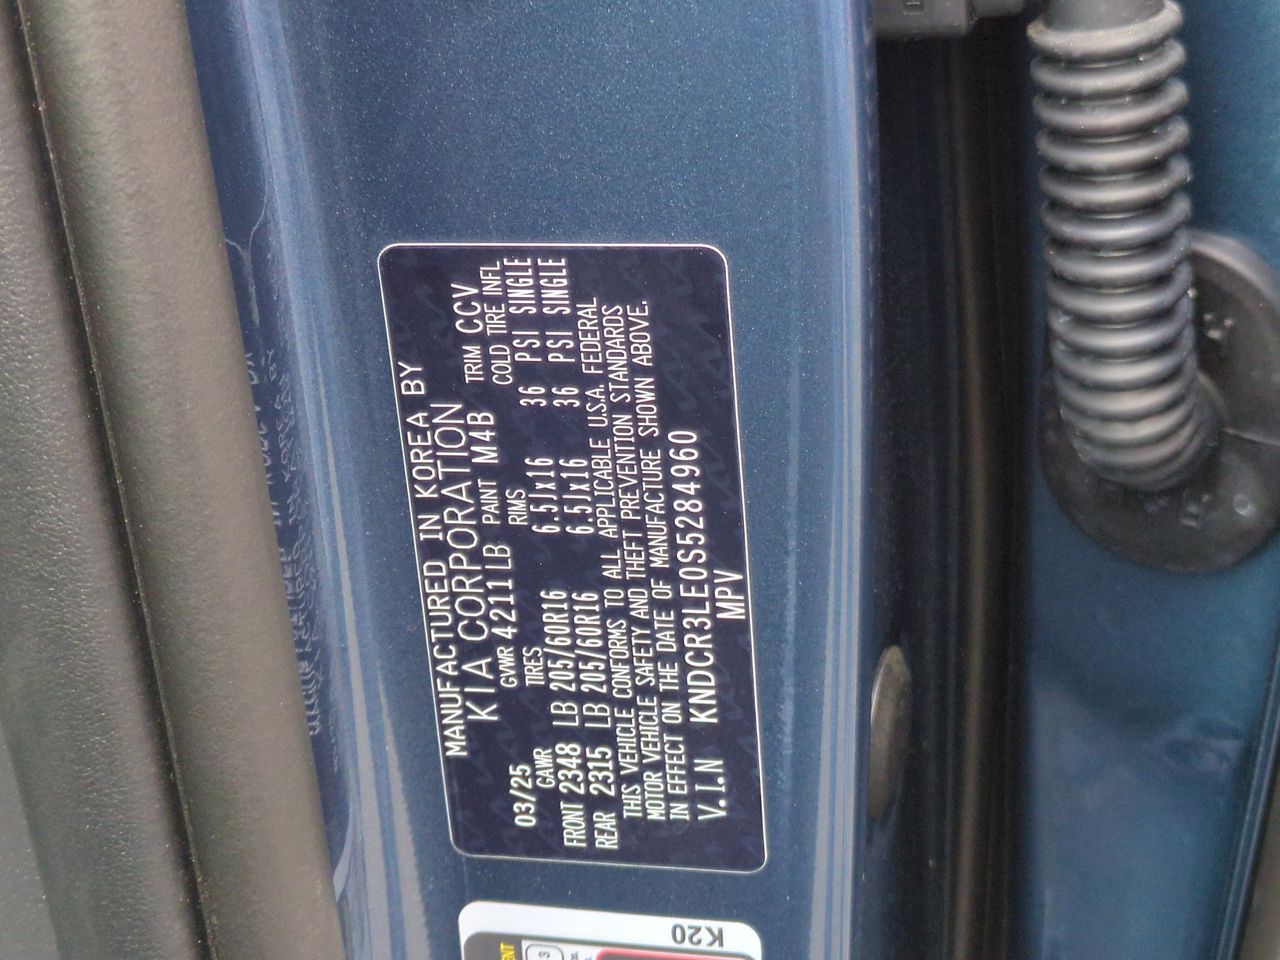 MANUFACTURED IN KOREA BY
KIA CORPORATION
03/25 GVWR 4211LB PAINT M4B TRIM CCV
GAWR TIRES RIMS COLD TIRE INFL
FRONT 2348 LB 205/60R16 6.5Jx16 36 PSI SINGLE
REAR 2315 LB 205/60R16 6.5Jx16 36 PSI SINGLE
THIS VEHICLE CONFORMS TO ALL APPLICABLE U.S.A. FEDERAL
MOTOR VEHICLE SAFETY AND THEFT PREVENTION STANDARDS
IN EFFECT ON THE DATE OF MANUFACTURE SHOWN ABOVE.
V.I.N KNDCR3LE0S5284960
MPV
K20